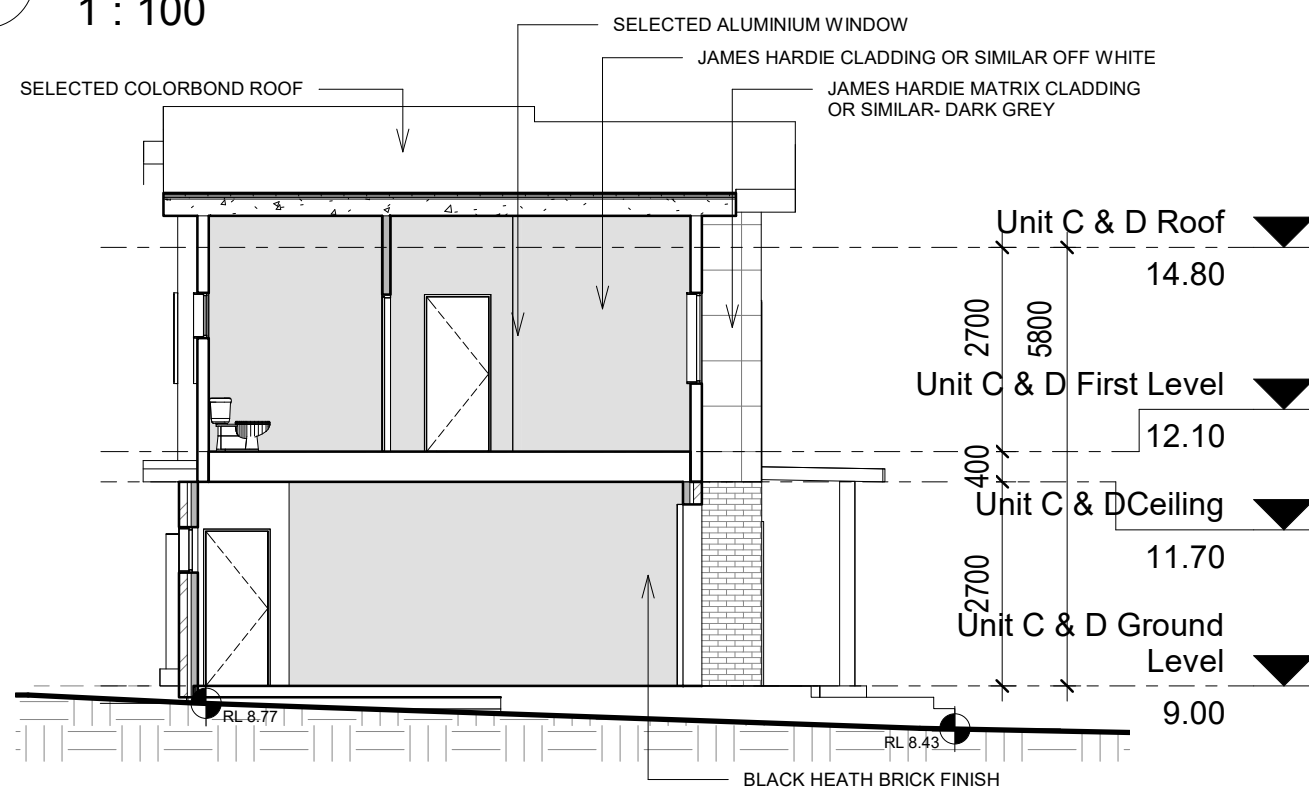 1 : 100
SELECTED ALUMINIUM WINDOW
JAMES HARDIE CLADDING OR SIMILAR OFF WHITE
SELECTED COLORBOND ROOF
JAMES HARDIE MATRIX CLADDING
OR SIMILAR- DARK GREY
Unit C & D Roof
14.80
2700
5800
Unit C & D First Level
12.10
400
Unit C & DCeiling
11.70
2700
Unit C & D Ground
Level
9.00
RL 8.77
RL 8.43
BLACK HEATH BRICK FINISH